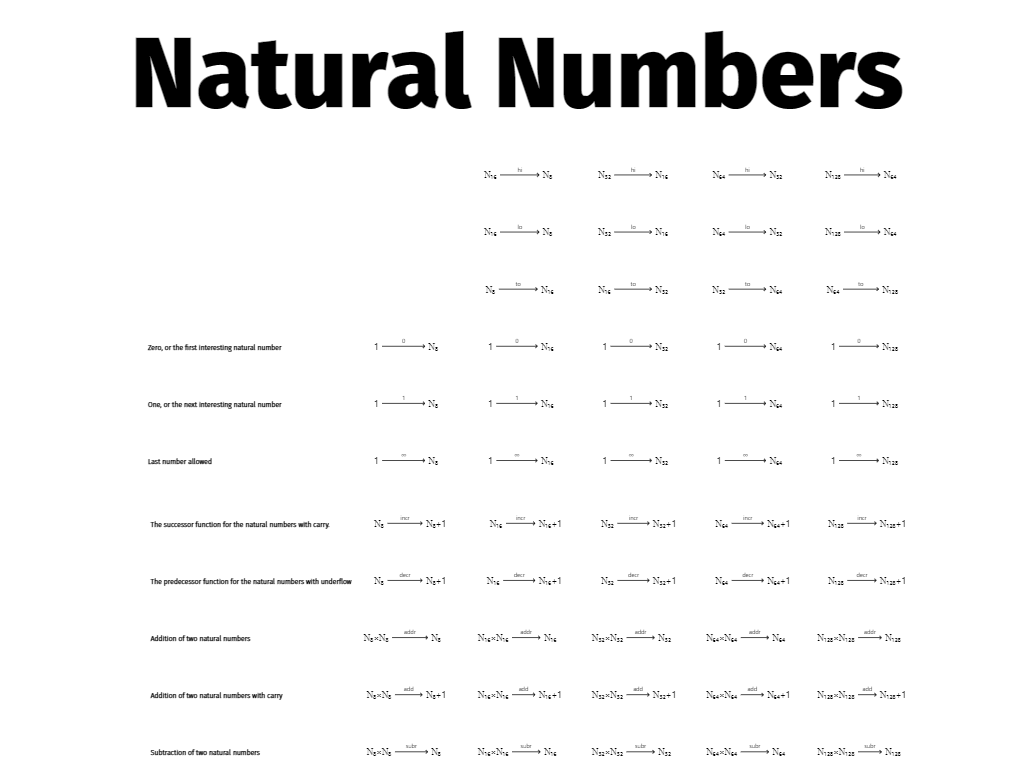 Natural Numbers
N₁₆ hi→ N₈ N₃₂ hi→ N₁₆ N₆₄ hi→ N₃₂ N₁₂₈ hi→ N₆₄
N₁₆ lo→ N₈ N₃₂ lo→ N₁₆ N₆₄ lo→ N₃₂ N₁₂₈ lo→ N₆₄
N₈ to→ N₁₆ N₁₆ to→ N₃₂ N₃₂ to→ N₆₄ N₆₄ to→ N₁₂₈
Zero, or the first interesting natural number 1 0→ N₈ 1 0→ N₁₆ 1 0→ N₃₂ 1 0→ N₆₄ 1 0→ N₁₂₈
One, or the next interesting natural number 1 1→ N₈ 1 1→ N₁₆ 1 1→ N₃₂ 1 1→ N₆₄ 1 1→ N₁₂₈
Last number allowed 1 ∞→ N₈ 1 ∞→ N₁₆ 1 ∞→ N₃₂ 1 ∞→ N₆₄ 1 ∞→ N₁₂₈
The successor function for the natural numbers with carry. N₈ incr→ N₈+1 N₁₆ incr→ N₁₆+1 N₃₂ incr→ N₃₂+1 N₆₄ incr→ N₆₄+1 N₁₂₈ incr→ N₁₂₈+1
The predecessor function for the natural numbers with underflow N₈ decr→ N₈+1 N₁₆ decr→ N₁₆+1 N₃₂ decr→ N₃₂+1 N₆₄ decr→ N₆₄+1 N₁₂₈ decr→ N₁₂₈+1
Addition of two natural numbers N₈×N₈ addr→ N₈ N₁₆×N₁₆ addr→ N₁₆ N₃₂×N₃₂ addr→ N₃₂ N₆₄×N₆₄ addr→ N₆₄ N₁₂₈×N₁₂₈ addr→ N₁₂₈
Addition of two natural numbers with carry N₈×N₈ add→ N₈+1 N₁₆×N₁₆ add→ N₁₆+1 N₃₂×N₃₂ add→ N₃₂+1 N₆₄×N₆₄ add→ N₆₄+1 N₁₂₈×N₁₂₈ add→ N₁₂₈+1
Subtraction of two natural numbers N₈×N₈ subr→ N₈ N₁₆×N₁₆ subr→ N₁₆ N₃₂×N₃₂ subr→ N₃₂ N₆₄×N₆₄ subr→ N₆₄ N₁₂₈×N₁₂₈ subr→ N₁₂₈